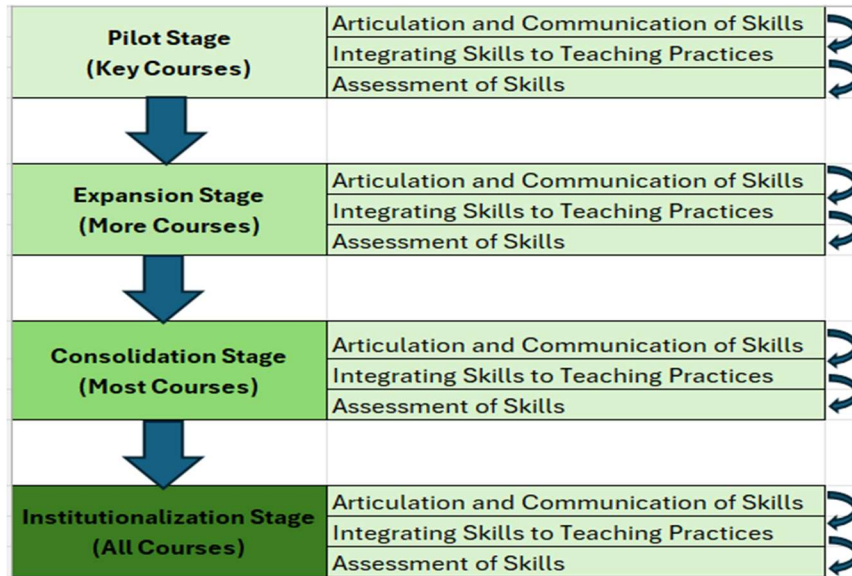 Pilot Stage
(Key Courses)
Articulation and Communication of Skills
Integrating Skills to Teaching Practices
Assessment of Skills
Expansion Stage
(More Courses)
Articulation and Communication of Skills
Integrating Skills to Teaching Practices
Assessment of Skills
Consolidation Stage
(Most Courses)
Articulation and Communication of Skills
Integrating Skills to Teaching Practices
Assessment of Skills
Institutionalization Stage
(All Courses)
Articulation and Communication of Skills
Integrating Skills to Teaching Practices
Assessment of Skills